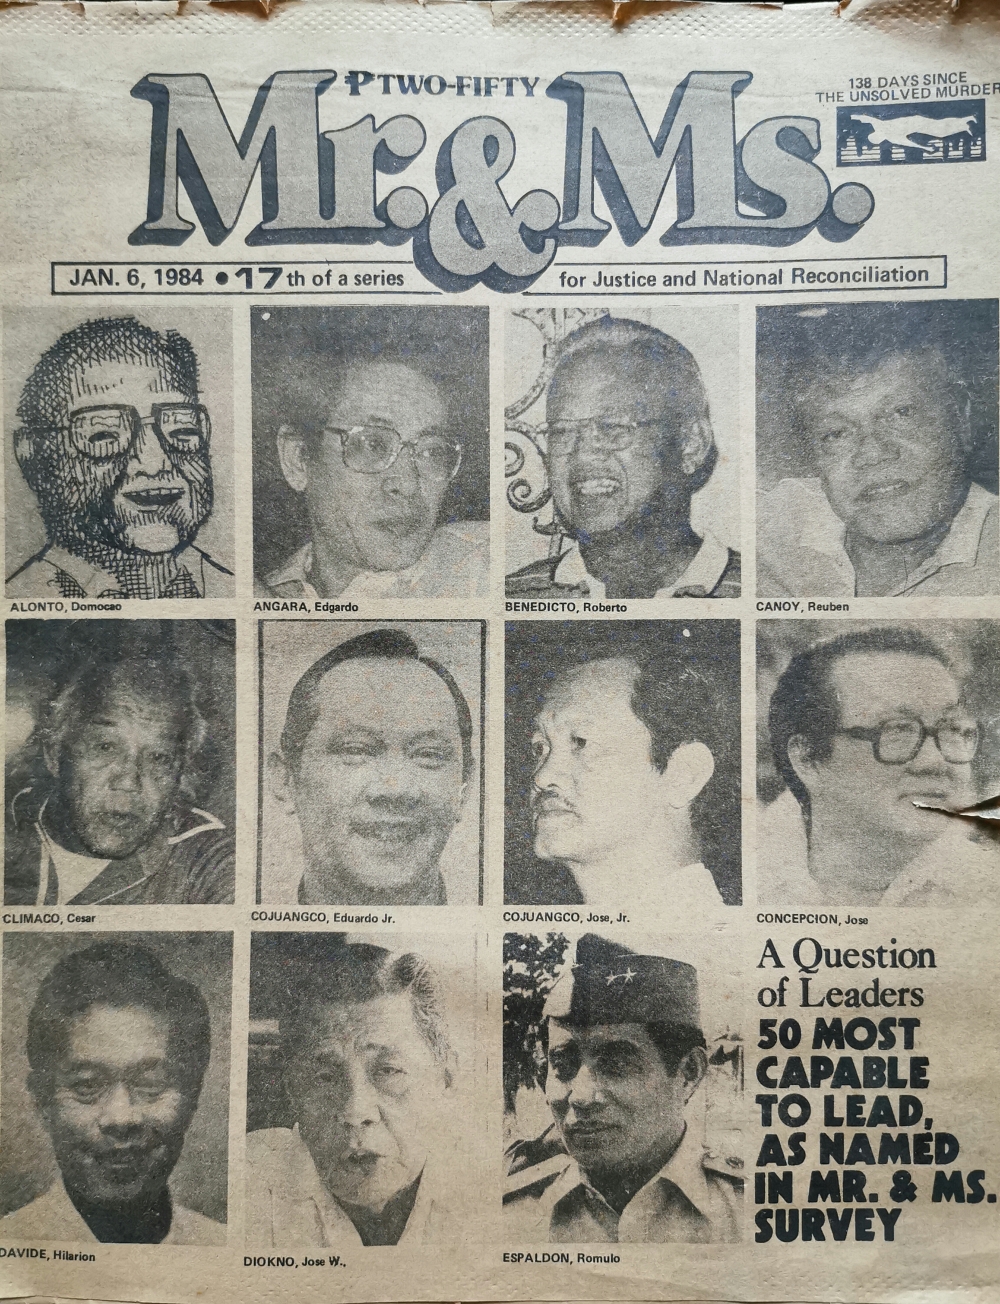 ₱TWO-FIFTY
138 DAYS SINCE
THE UNSOLVED MURDER
Mr.&Ms.
JAN. 6, 1984 • 17th of a series for Justice and National Reconciliation
ALONTO, Domocao
ANGARA, Edgardo
BENEDICTO, Roberto
CANOY, Reuben
CLIMACO, Cesar
COJUANGCO, Eduardo Jr.
COJUANGCO, Jose, Jr.
CONCEPCION, Jose
DAVIDE, Hilarion
DIOKNO, Jose W.,
ESPALDON, Romulo
A Question
of Leaders
50 MOST
CAPABLE
TO LEAD,
AS NAMED
IN MR. & MS.
SURVEY